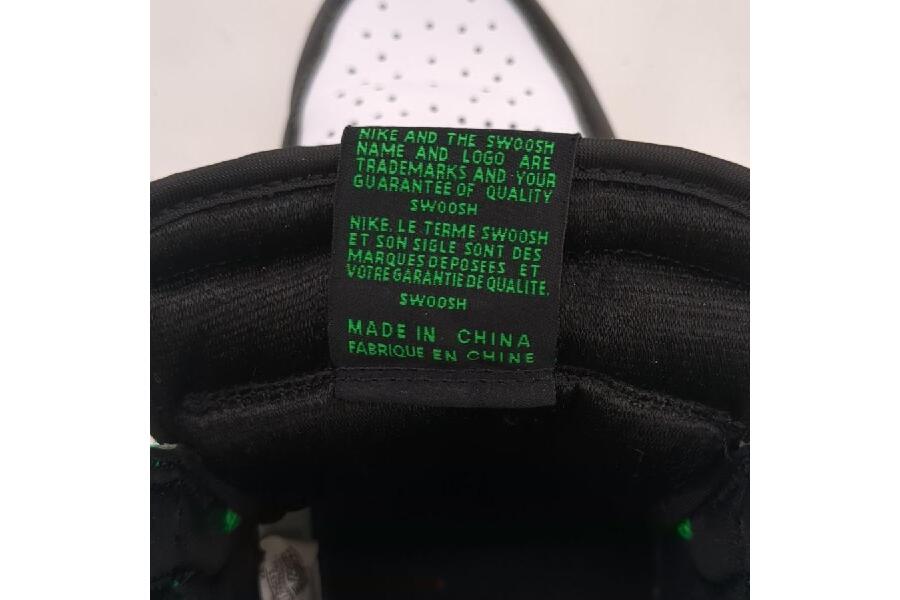 NIKE AND THE SWOOSH
NAME AND LOGO ARE
TRADEMARKS AND YOUR
GUARANTEE OF QUALITY
SWOOSH
NIKE, LE TERME SWOOSH
ET SON SIGLE SONT DES
MARQUES DEPOSEES ET
VOTRE GARANTIE DE QUALITE.
SWOOSH
MADE IN CHINA
FABRIQUE EN CHINE